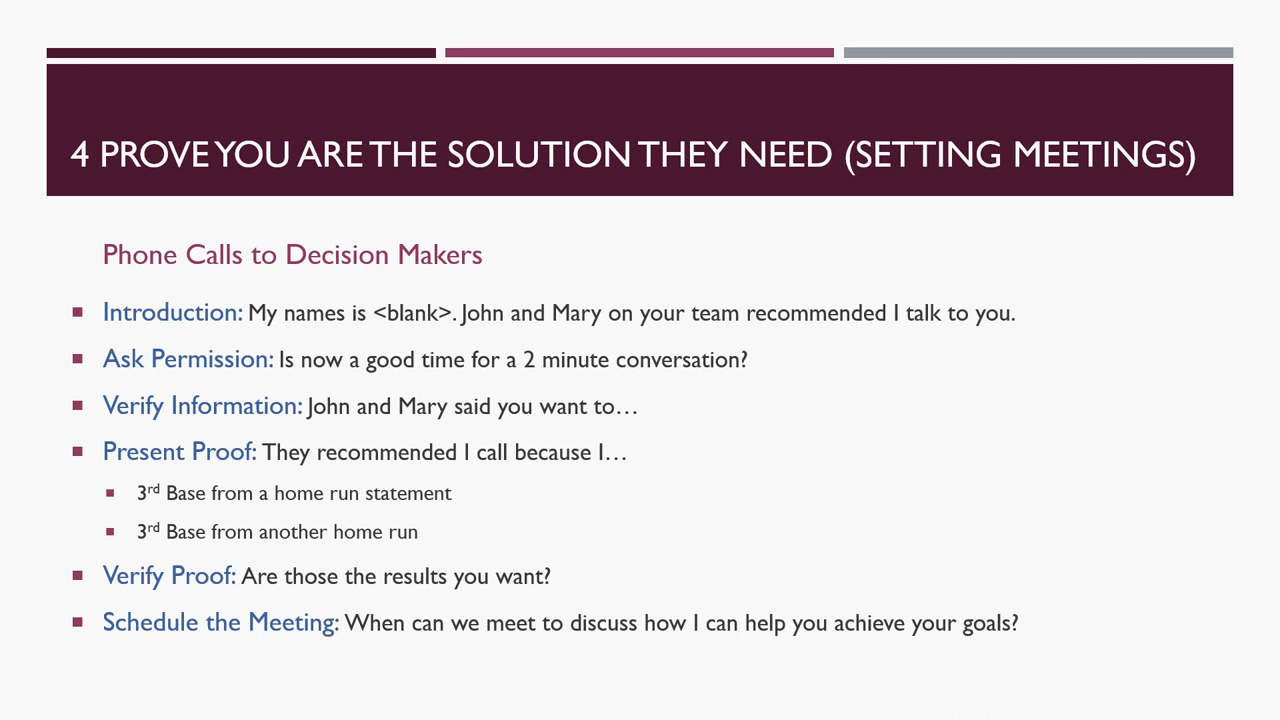 4 PROVE YOU ARE THE SOLUTION THEY NEED (SETTING MEETINGS)
Phone Calls to Decision Makers
Introduction: My names is <blank>. John and Mary on your team recommended I talk to you.
Ask Permission: Is now a good time for a 2 minute conversation?
Verify Information: John and Mary said you want to…
Present Proof: They recommended I call because I…
3rd Base from a home run statement
3rd Base from another home run
Verify Proof: Are those the results you want?
Schedule the Meeting: When can we meet to discuss how I can help you achieve your goals?